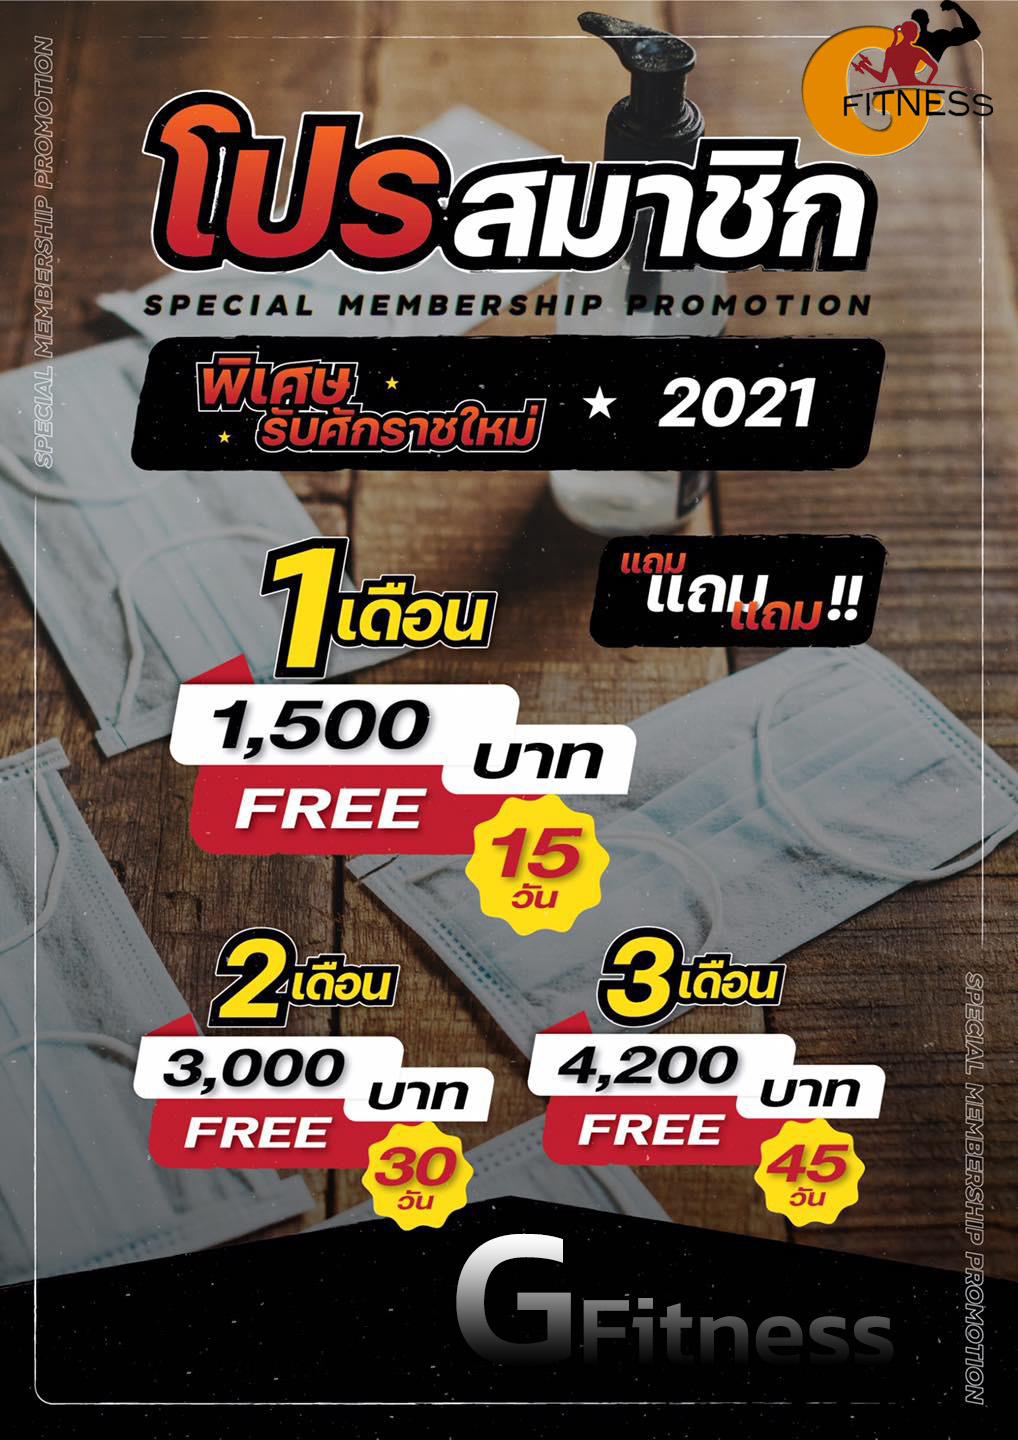 G
FITNESS
SPECIAL MEMBERSHIP PROMOTION
โปรสมาชิก
SPECIAL MEMBERSHIP PROMOTION
พิเศษ
รับศักราชใหม่
2021
1 เดือน
แถม
แถม
แถม !!
1,500
บาท
FREE
15
วัน
2 เดือน
3,000
บาท
FREE
30
วัน
3 เดือน
4,200
บาท
FREE
45
วัน
SPECIAL MEMBERSHIP PROMOTION
G Fitness